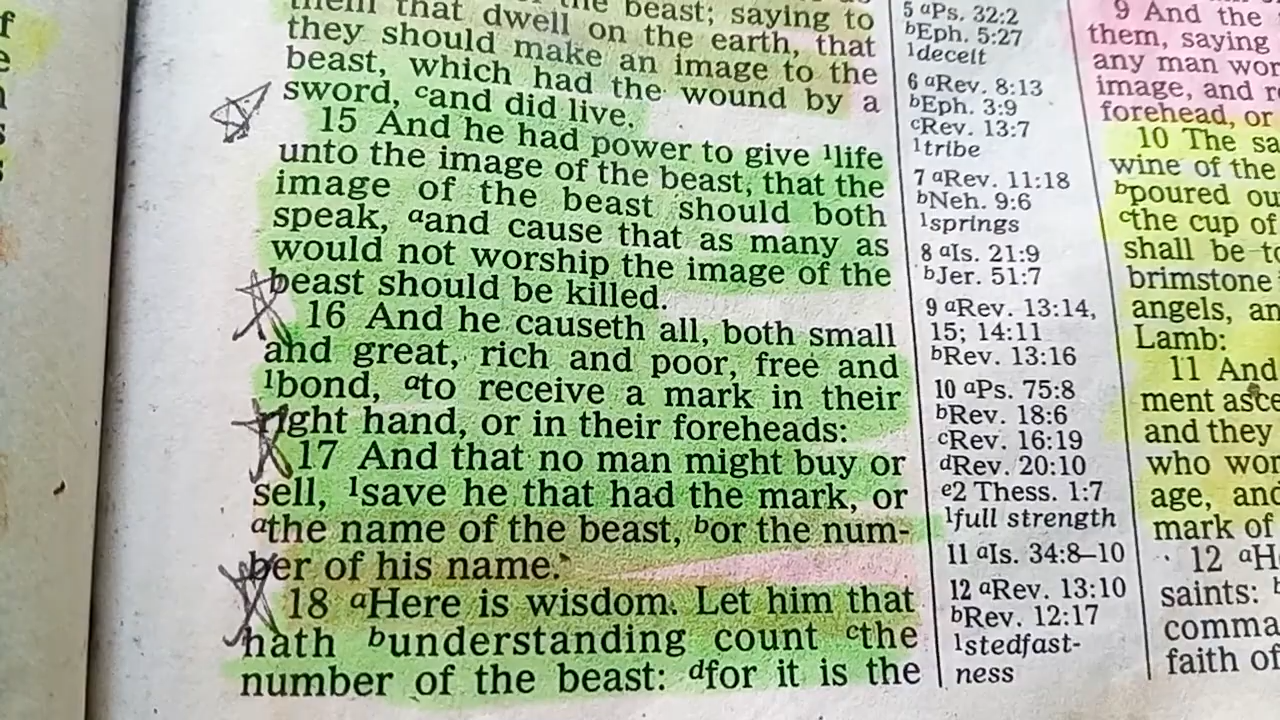 them that dwell on the earth, that
they should make an image to the
beast, which had the wound by a
sword, cand did live.
15 And he had power to give 1life
unto the image of the beast, that the
image of the beast should both
speak, aand cause that as many as
would not worship the image of the
beast should be killed.
16 And he causeth all, both small
and great, rich and poor, free and
1bond, ato receive a mark in their
right hand, or in their foreheads:
17 And that no man might buy or
sell, 1save he that had the mark, or
athe name of the beast, bor the num-
ber of his name.
18 aHere is wisdom. Let him that
hath bunderstanding count cthe
number of the beast: dfor it is the
5 aPs. 32:2
bEph. 5:27
1deceit
6 aRev. 8:13
bEph. 3:9
cRev. 13:7
1tribe
7 aRev. 11:18
bNeh. 9:6
1springs
8 aIs. 21:9
bJer. 51:7
9 aRev. 13:14,
15; 14:11
bRev. 13:16
10 aPs. 75:8
bRev. 18:6
cRev. 16:19
dRev. 20:10
e2 Thess. 1:7
1full strength
11 aIs. 34:8–10
12 aRev. 13:10
bRev. 12:17
1stedfast-
ness
9 And the
them, saying
any man wor
image, and re
forehead, or
10 The sa
wine of the
bpoured ou
cthe cup of
shall be to
brimstone
angels, an
Lamb:
11 And
ment asce
and they
who wor
age, and
mark of
12 aH
saints: b
comma
faith of